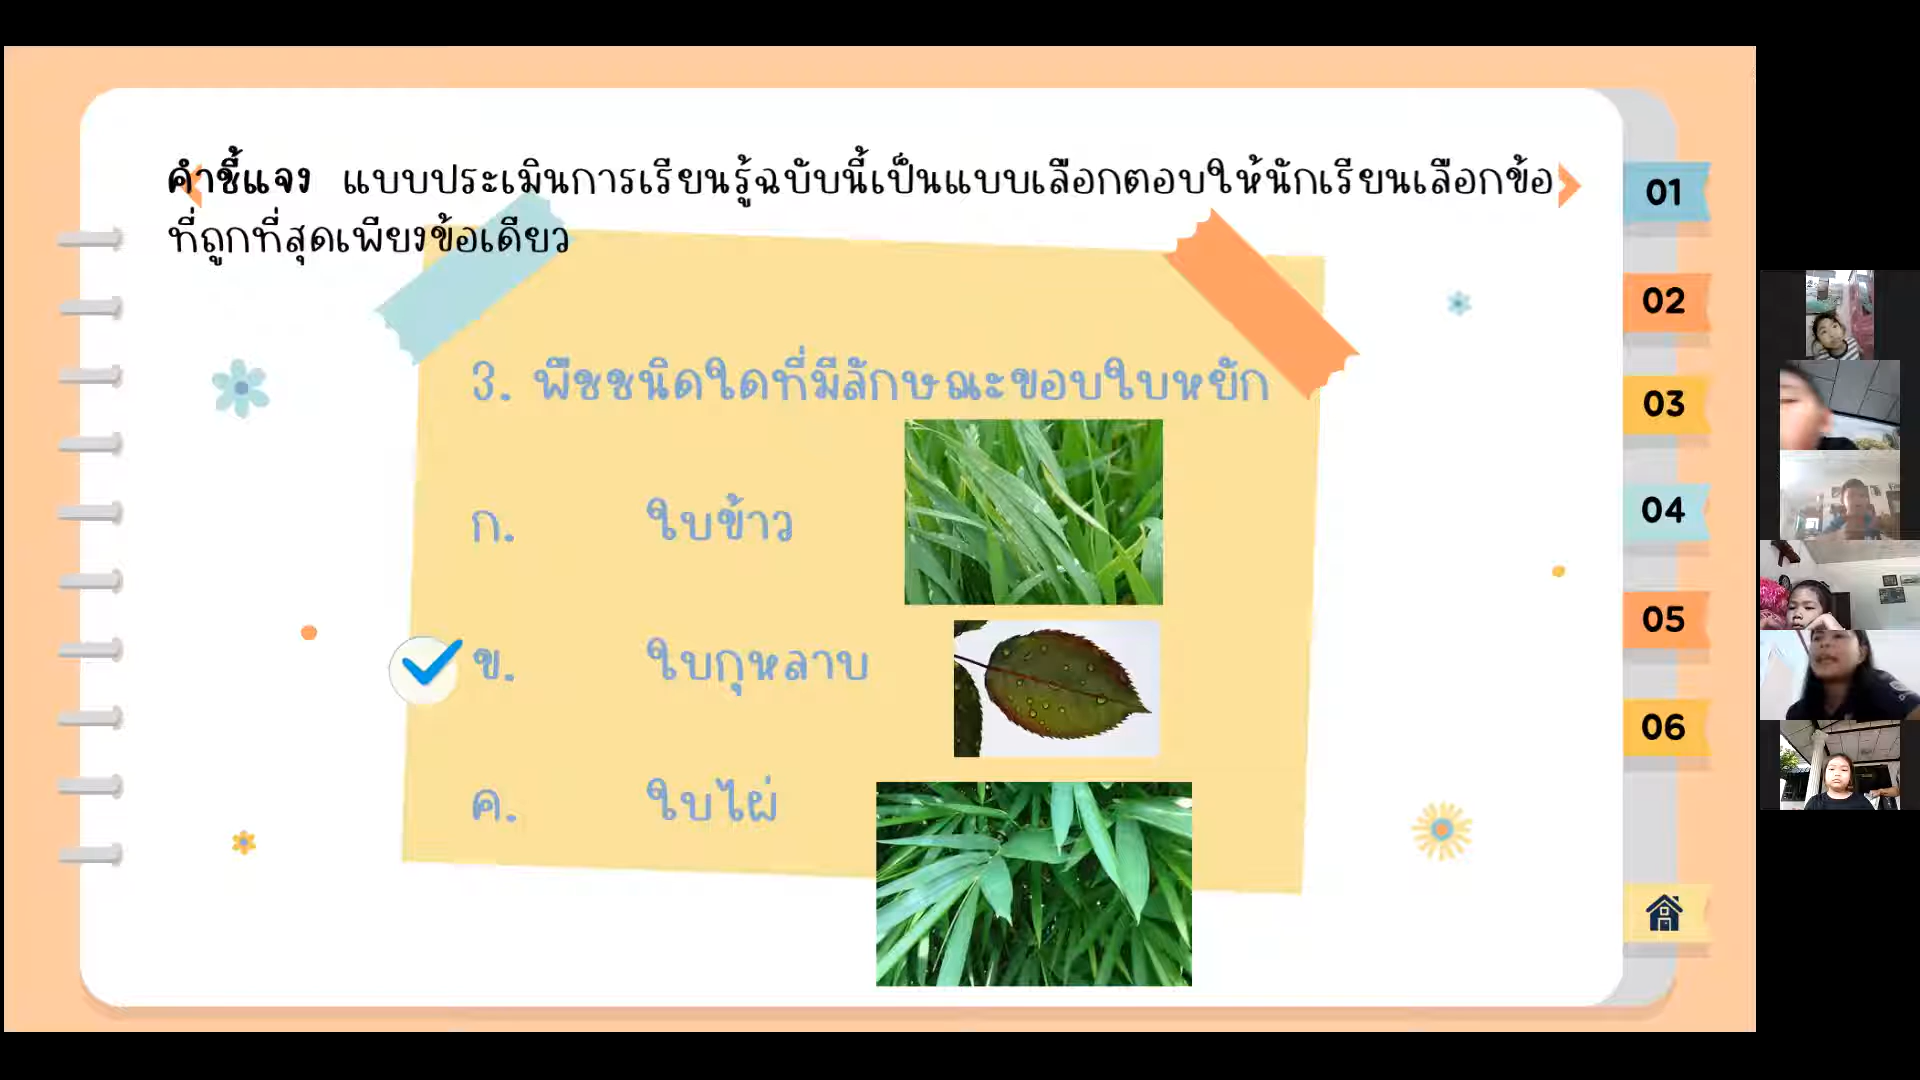 คำชี้แจง แบบประเมินการเรียนรู้ฉบับนี้เป็นแบบเลือกตอบให้นักเรียนเลือกข้อ
ที่ถูกที่สุดเพียงข้อเดียว
3. พืชชนิดใดที่มีลักษณะขอบใบหยัก
ก. ใบข้าว
ข. ใบกุหลาบ
ค. ใบไผ่
01
02
03
04
05
06